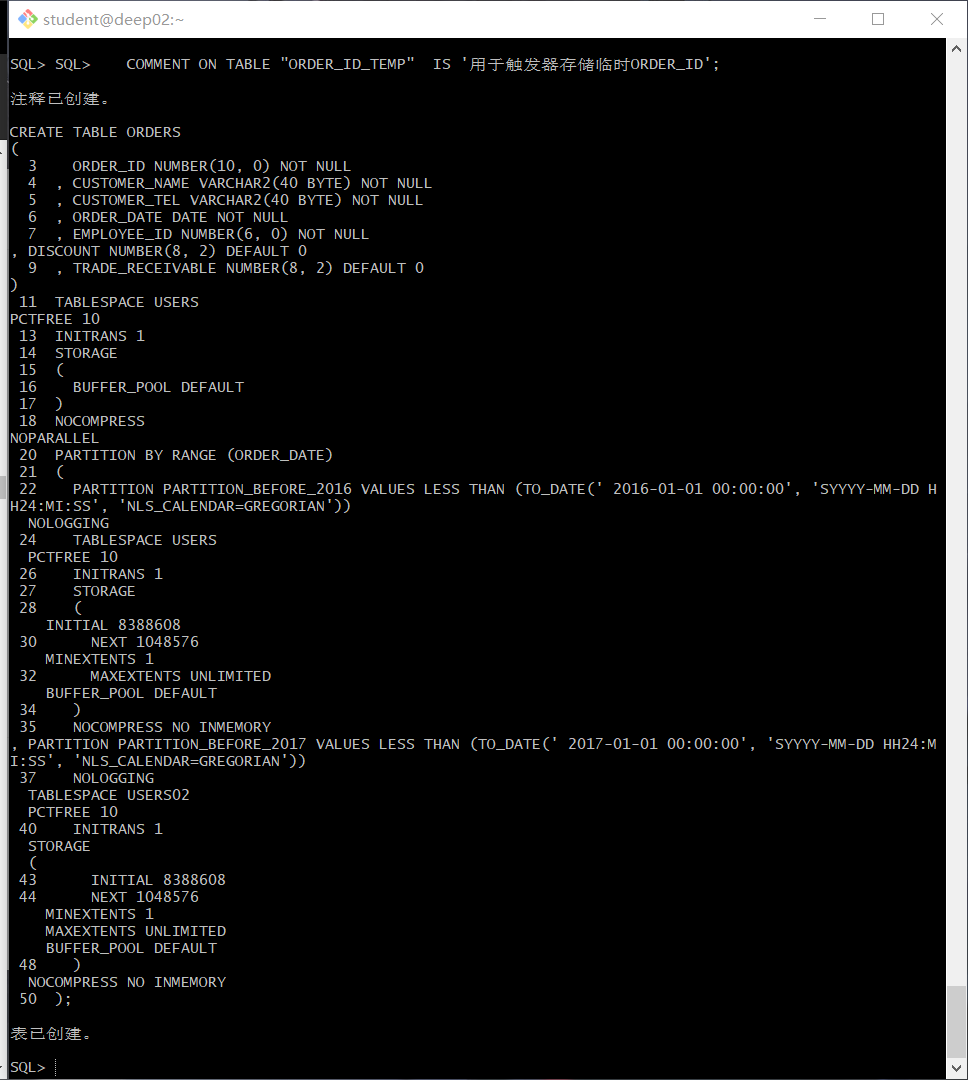 student@deep02:~
SQL> SQL>    COMMENT ON TABLE "ORDER_ID_TEMP"  IS '用于触发器存储临时ORDER_ID';
注释已创建。
CREATE TABLE ORDERS
(
  3    ORDER_ID NUMBER(10, 0) NOT NULL
  4  , CUSTOMER_NAME VARCHAR2(40 BYTE) NOT NULL
  5  , CUSTOMER_TEL VARCHAR2(40 BYTE) NOT NULL
  6  , ORDER_DATE DATE NOT NULL
  7  , EMPLOYEE_ID NUMBER(6, 0) NOT NULL
, DISCOUNT NUMBER(8, 2) DEFAULT 0
  9  , TRADE_RECEIVABLE NUMBER(8, 2) DEFAULT 0
)
 11  TABLESPACE USERS
PCTFREE 10
 13  INITRANS 1
 14  STORAGE
 15  (
 16    BUFFER_POOL DEFAULT
 17  )
 18  NOCOMPRESS
NOPARALLEL
 20  PARTITION BY RANGE (ORDER_DATE)
 21  (
 22    PARTITION PARTITION_BEFORE_2016 VALUES LESS THAN (TO_DATE(' 2016-01-01 00:00:00', 'SYYYY-MM-DD H
H24:MI:SS', 'NLS_CALENDAR=GREGORIAN'))
  NOLOGGING
 24    TABLESPACE USERS
  PCTFREE 10
 26    INITRANS 1
 27    STORAGE
 28    (
    INITIAL 8388608
 30      NEXT 1048576
    MINEXTENTS 1
 32      MAXEXTENTS UNLIMITED
    BUFFER_POOL DEFAULT
 34    )
 35    NOCOMPRESS NO INMEMORY
, PARTITION PARTITION_BEFORE_2017 VALUES LESS THAN (TO_DATE(' 2017-01-01 00:00:00', 'SYYYY-MM-DD HH24:M
I:SS', 'NLS_CALENDAR=GREGORIAN'))
 37    NOLOGGING
  TABLESPACE USERS02
  PCTFREE 10
 40    INITRANS 1
  STORAGE
  (
 43      INITIAL 8388608
 44      NEXT 1048576
    MINEXTENTS 1
    MAXEXTENTS UNLIMITED
    BUFFER_POOL DEFAULT
 48    )
  NOCOMPRESS NO INMEMORY
 50  );
表已创建。
SQL>